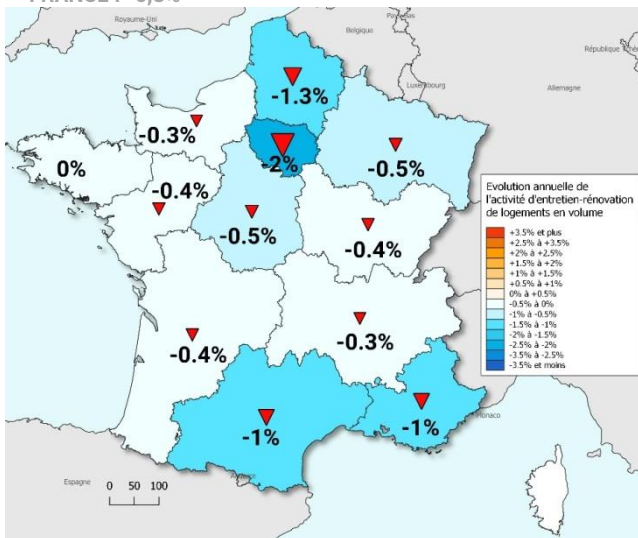 Royaume-Uni
Belgique
Luxembourg
Allemagne
-1.3%
-0.3%
-2%
-0.5%
0%
-0.4%
-0.5%
-0.4%
-0.4%
-0.3%
-1%
-1%
Monaco
Espagne
0 50 100
Evolution annuelle de
l'activité d'entretien-rénovation
de logements en volume
+3.5% et plus
+2.5% à +3.5%
+2% à +2.5%
+1.5% à +2%
+1% à +1.5%
+0.5% à +1%
0% à +0.5%
-0.5% à 0%
-1% à -0.5%
-1.5% à -1%
-2% à -1.5%
-2.5% à -2%
-3.5% à -2.5%
-3.5% et moins